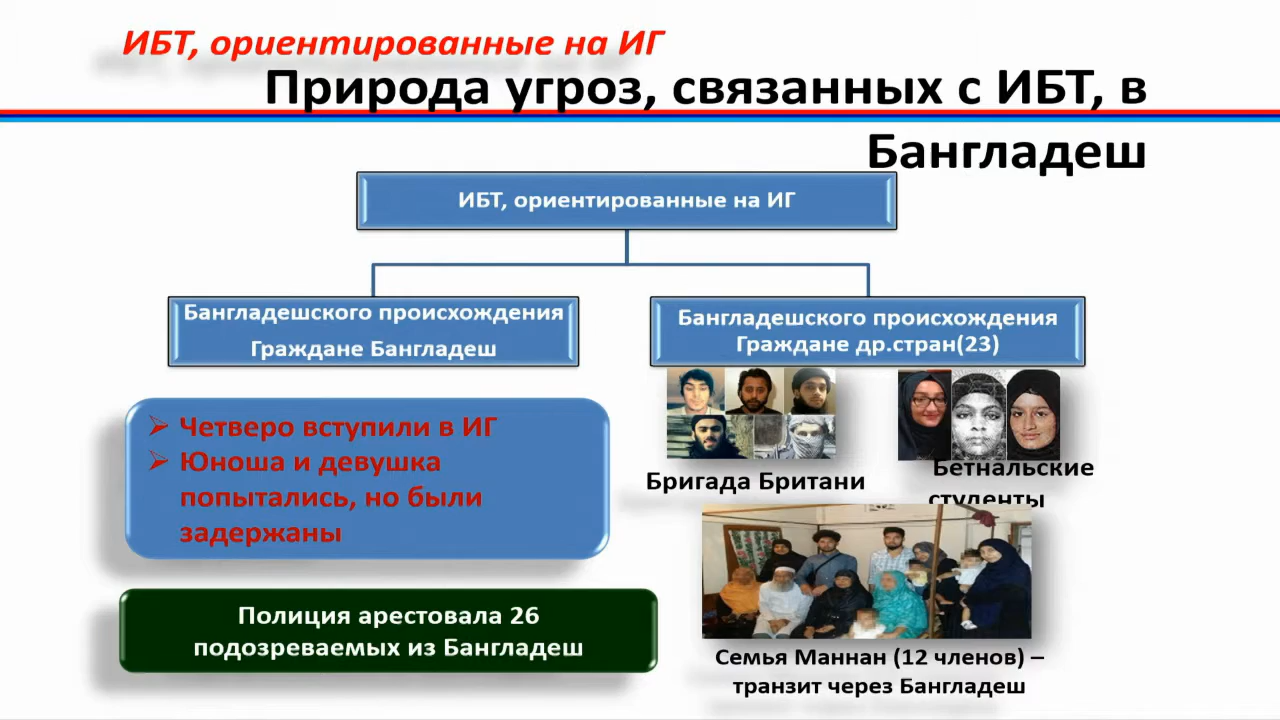 ИБТ, ориентированные на ИГ
Природа угроз, связанных с ИБТ, в
Бангладеш
ИБТ, ориентированные на ИГ
Бангладешского происхождения
Граждане Бангладеш
Бангладешского происхождения
Граждане др.стран(23)
Четверо вступили в ИГ
Юноша и девушка
попытались, но были
задержаны
Бригада Британи
Бетнальские
студенты
Полиция арестовала 26
подозреваемых из Бангладеш
Семья Маннан (12 членов) –
транзит через Бангладеш